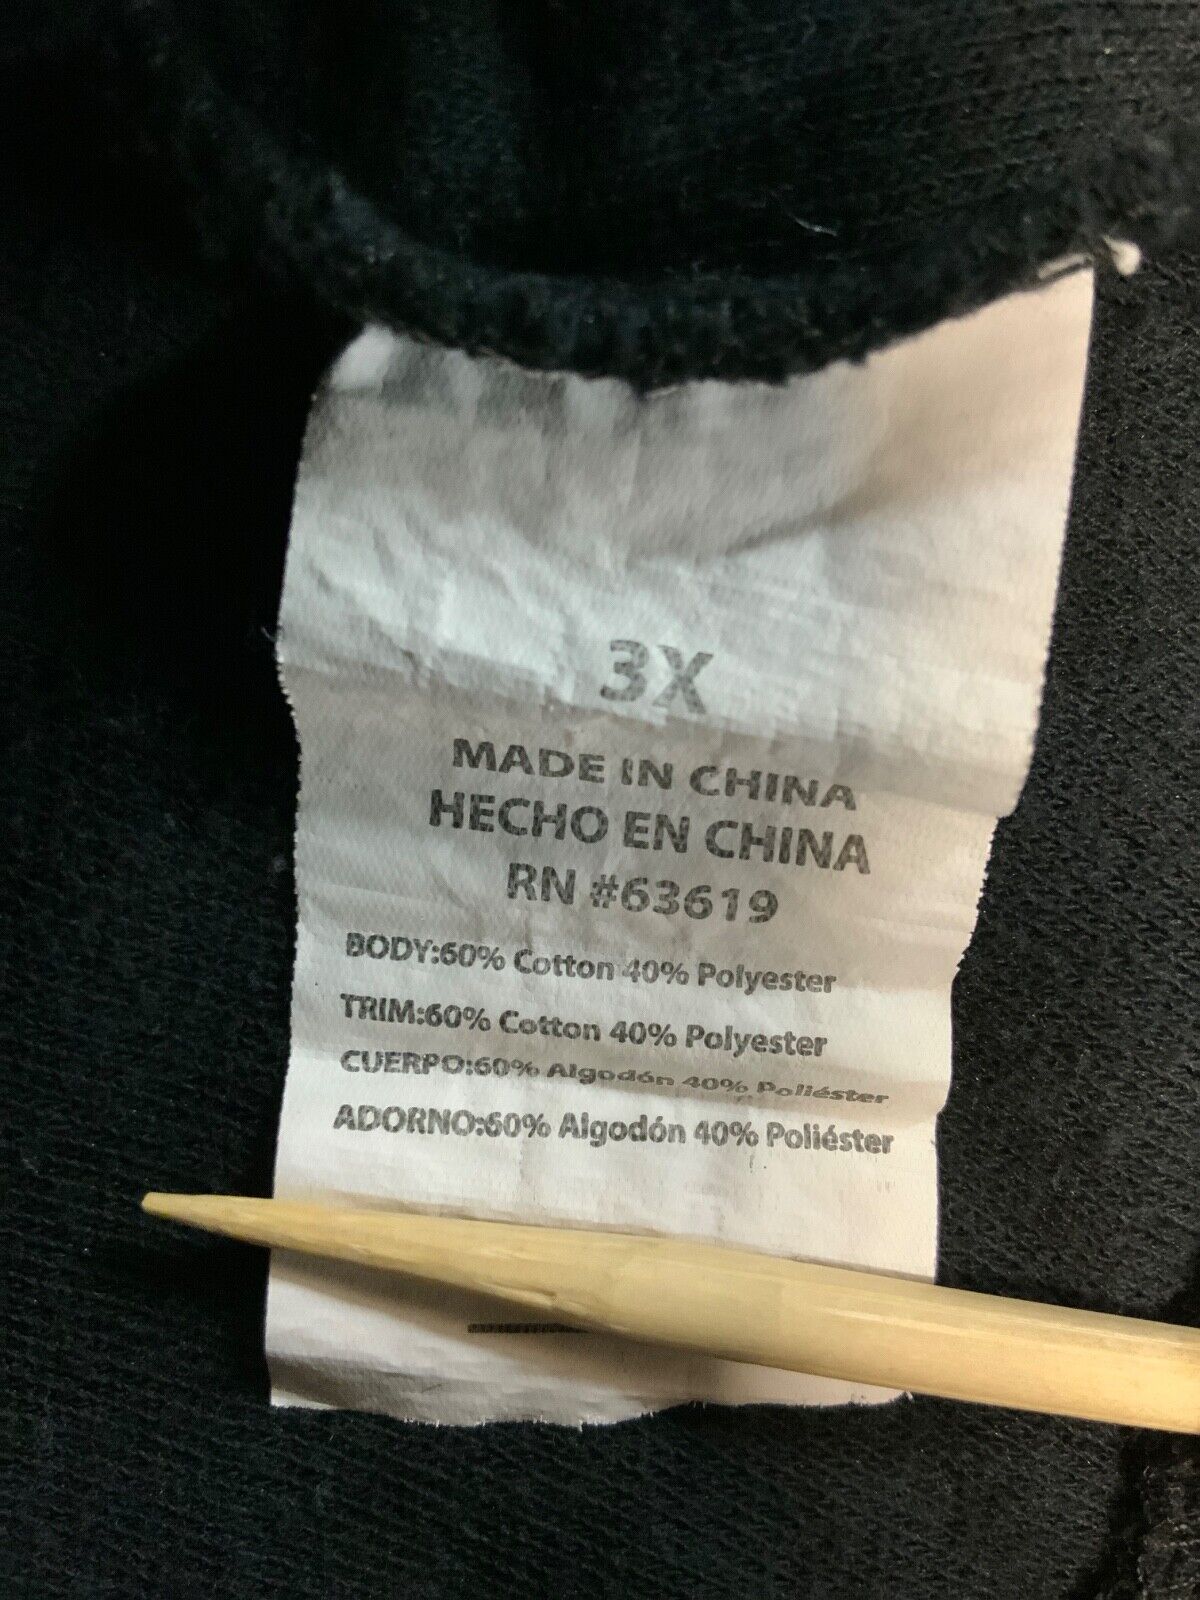 3X
MADE IN CHINA
HECHO EN CHINA
RN #63619
BODY:60% Cotton 40% Polyester
TRIM:60% Cotton 40% Polyester
CUERPO:60% Algodón 40% Poliéster
ADORNO:60% Algodón 40% Poliéster